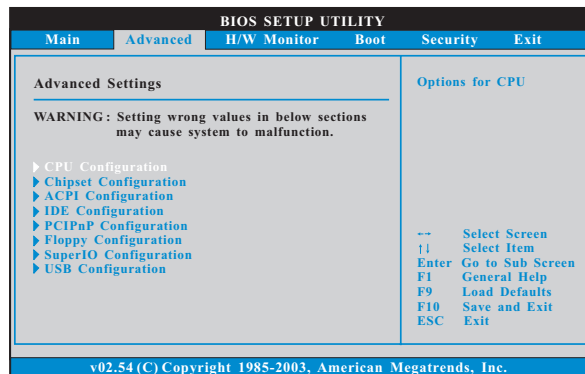 BIOS SETUP UTILITY
Main Advanced H/W Monitor Boot Security Exit
Advanced Settings
WARNING : Setting wrong values in below sections
may cause system to malfunction.
CPU Configuration
Chipset Configuration
ACPI Configuration
IDE Configuration
PCIPnP Configuration
Floppy Configuration
SuperIO Configuration
USB Configuration
Options for CPU
←→ Select Screen
↑↓ Select Item
Enter Go to Sub Screen
F1 General Help
F9 Load Defaults
F10 Save and Exit
ESC Exit
v02.54 (C) Copyright 1985-2003, American Megatrends, Inc.